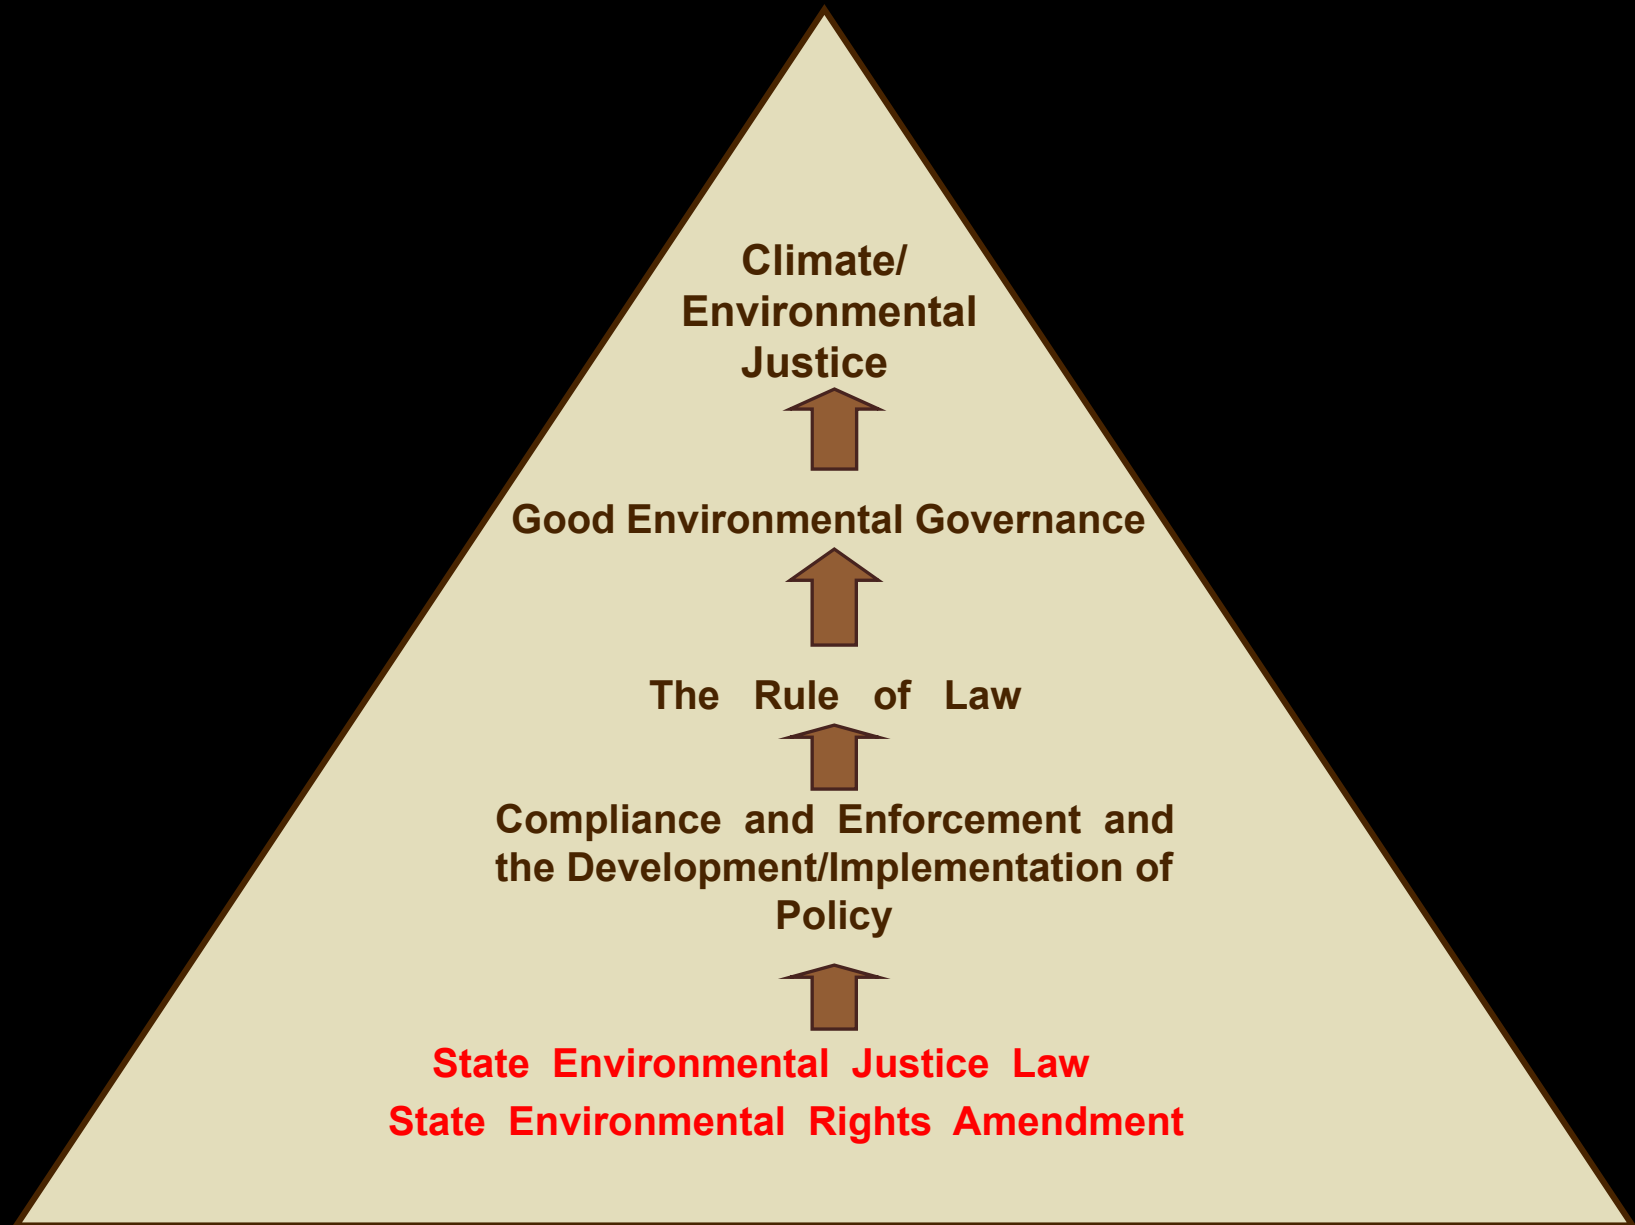 Climate/
Environmental
Justice
Good Environmental Governance
The Rule of Law
Compliance and Enforcement and
the Development/Implementation of
Policy
State Environmental Justice Law
State Environmental Rights Amendment